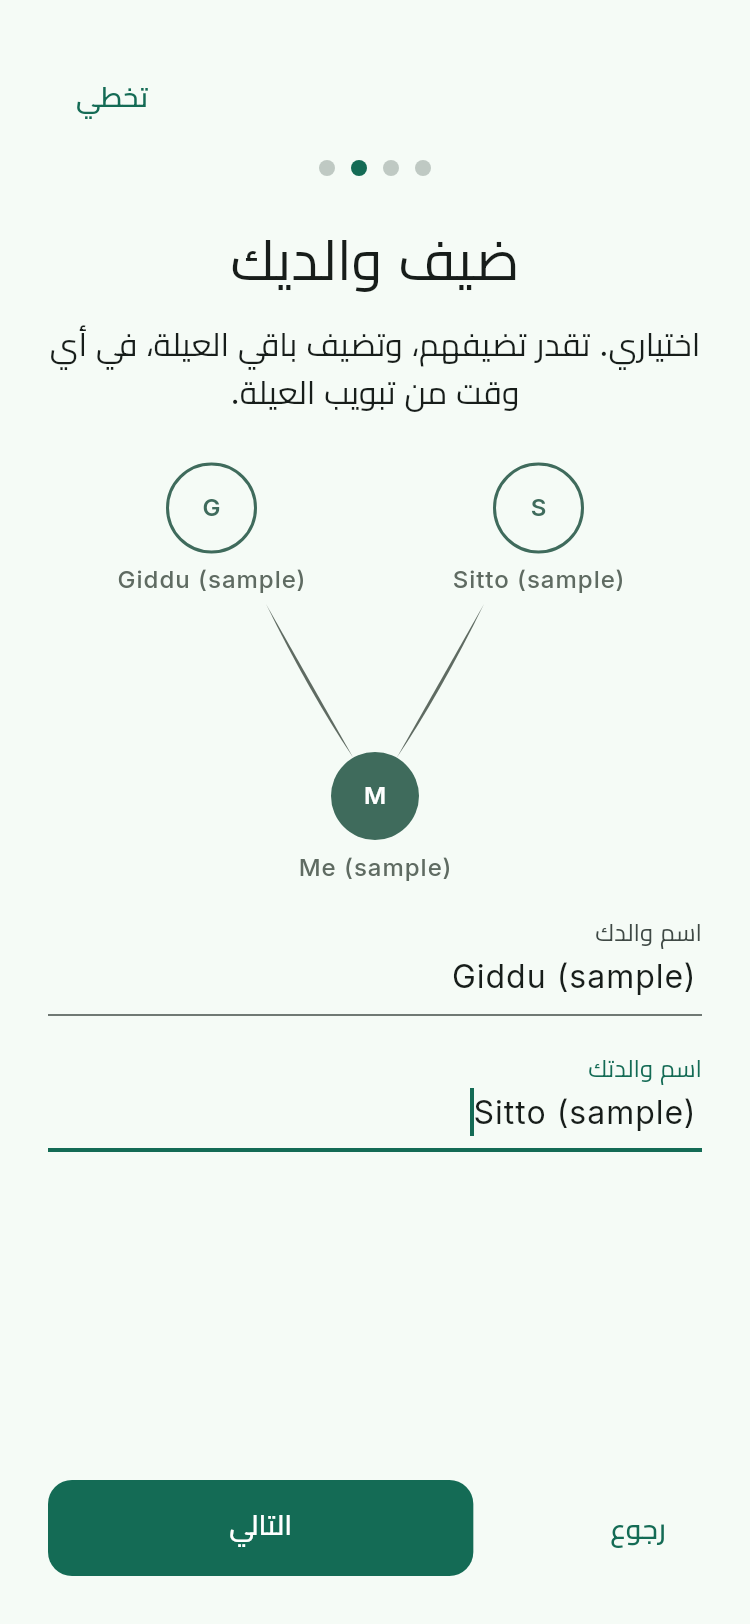 تخطي
ضيف والديك
اختياري. تقدر تضيفهم، وتضيف باقي العيلة، في أي
وقت من تبويب العيلة.
G
S
Giddu (sample)
Sitto (sample)
M
Me (sample)
اسم والدك
Giddu (sample)
اسم والدتك
Sitto (sample)
رجوع
التالي